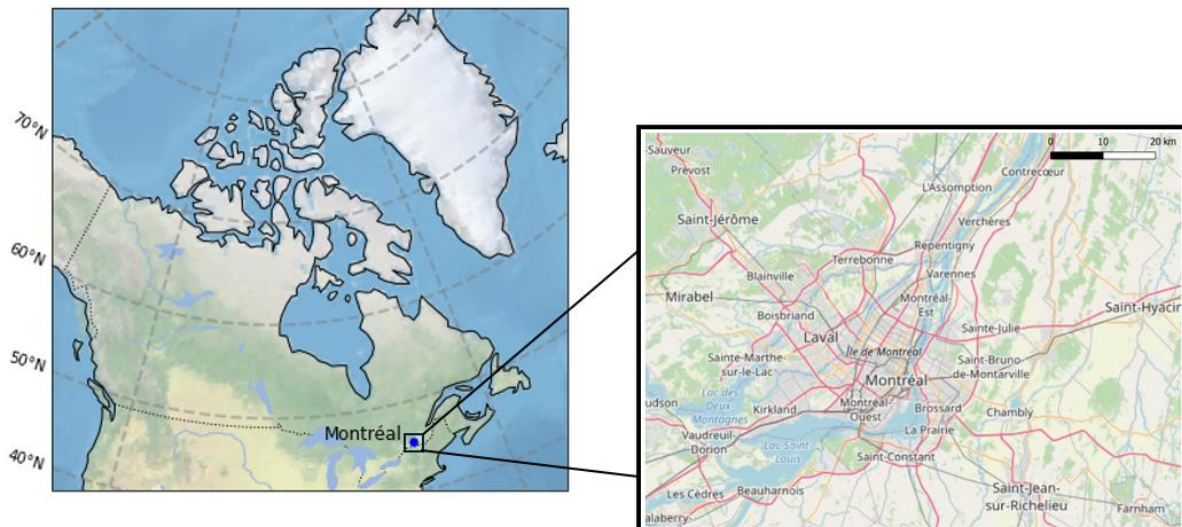 70°N
60°N
50°N
40°N
Montréal
0 10 20 km
-Sauveur
Prévost
Contrecœur
L'Assomption
Saint-Jérôme
Verchères
Repentigny
Terrebonne
Blainville
Varennes
Mirabel
Montréal-
Est
Saint-Hyacin
Boisbriand
Laval
Sainte-Julie
Île de Montréal
Sainte-Marthe
-sur-le-Lac
Saint-Bruno
-de-Montarville
Montréal
Lac des
Deux-
Montagnes
udson
Kirkland
Montréal-
Ouest
Brossard
Chambly
Vaudreuil-
Dorion
La Prairie
Lac Saint
Louis
Saint-Constant
Les Cèdres
Beauharnois
Saint-Jean-
sur-Richelieu
alaberry-
Farnham